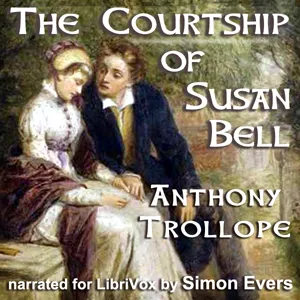 The Courtship
of
Susan
Bell
Anthony
Trollope
narrated for LibriVox by Simon Evers